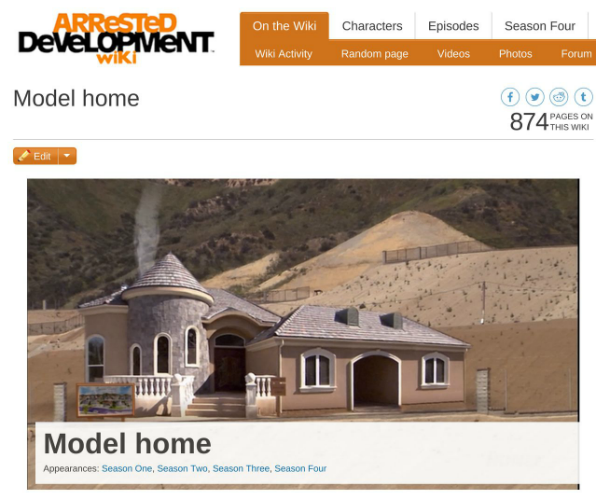 ARRESTED
DEVELOPMENT
wiki
On the Wiki Characters Episodes Season Four
Wiki Activity Random page Videos Photos Forum
Model home
874 PAGES ON
THIS WIKI
Edit
Model home
Appearances: Season One, Season Two, Season Three, Season Four